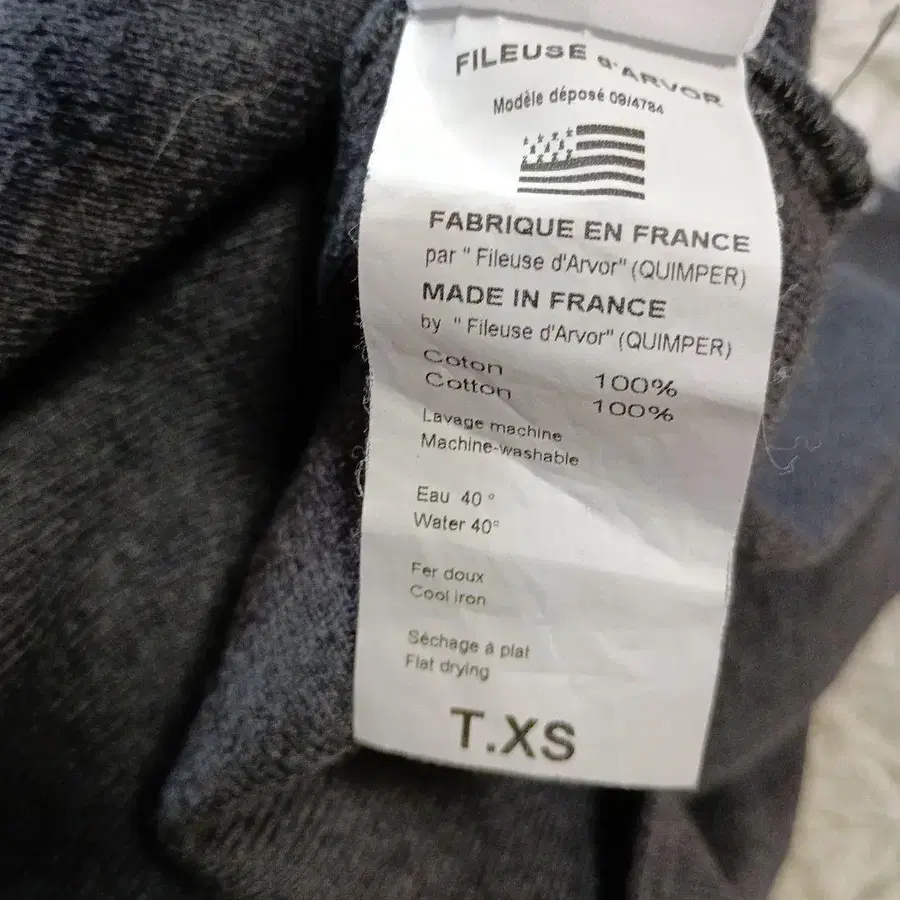 FILEUSE d'ARVOR
Modèle déposé 09/4784
FABRIQUE EN FRANCE
par " Fileuse d'Arvor" (QUIMPER)
MADE IN FRANCE
by " Fileuse d'Arvor" (QUIMPER)
Coton 100%
Cotton 100%
Lavage machine
Machine-washable
Eau 40 °
Water 40°
Fer doux
Cool iron
Séchage à plat
Flat drying
T.XS